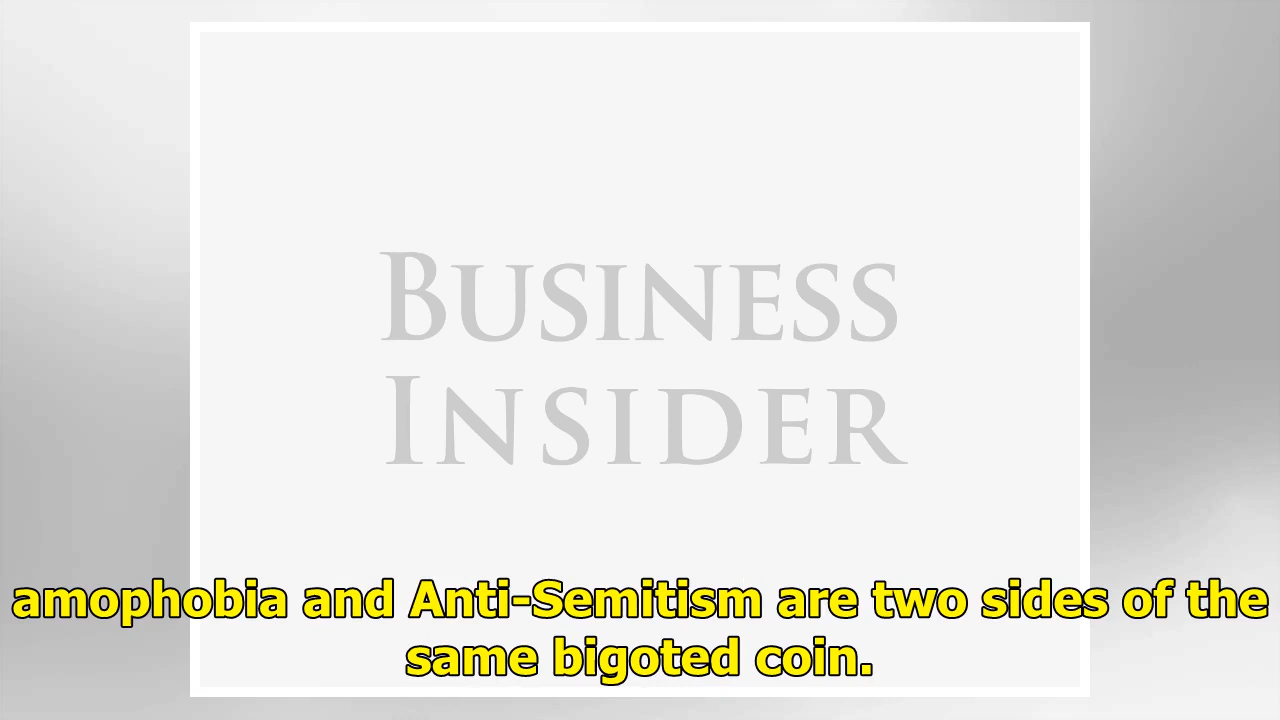 BUSINESS
INSIDER
amophobia and Anti-Semitism are two sides of the
same bigoted coin.